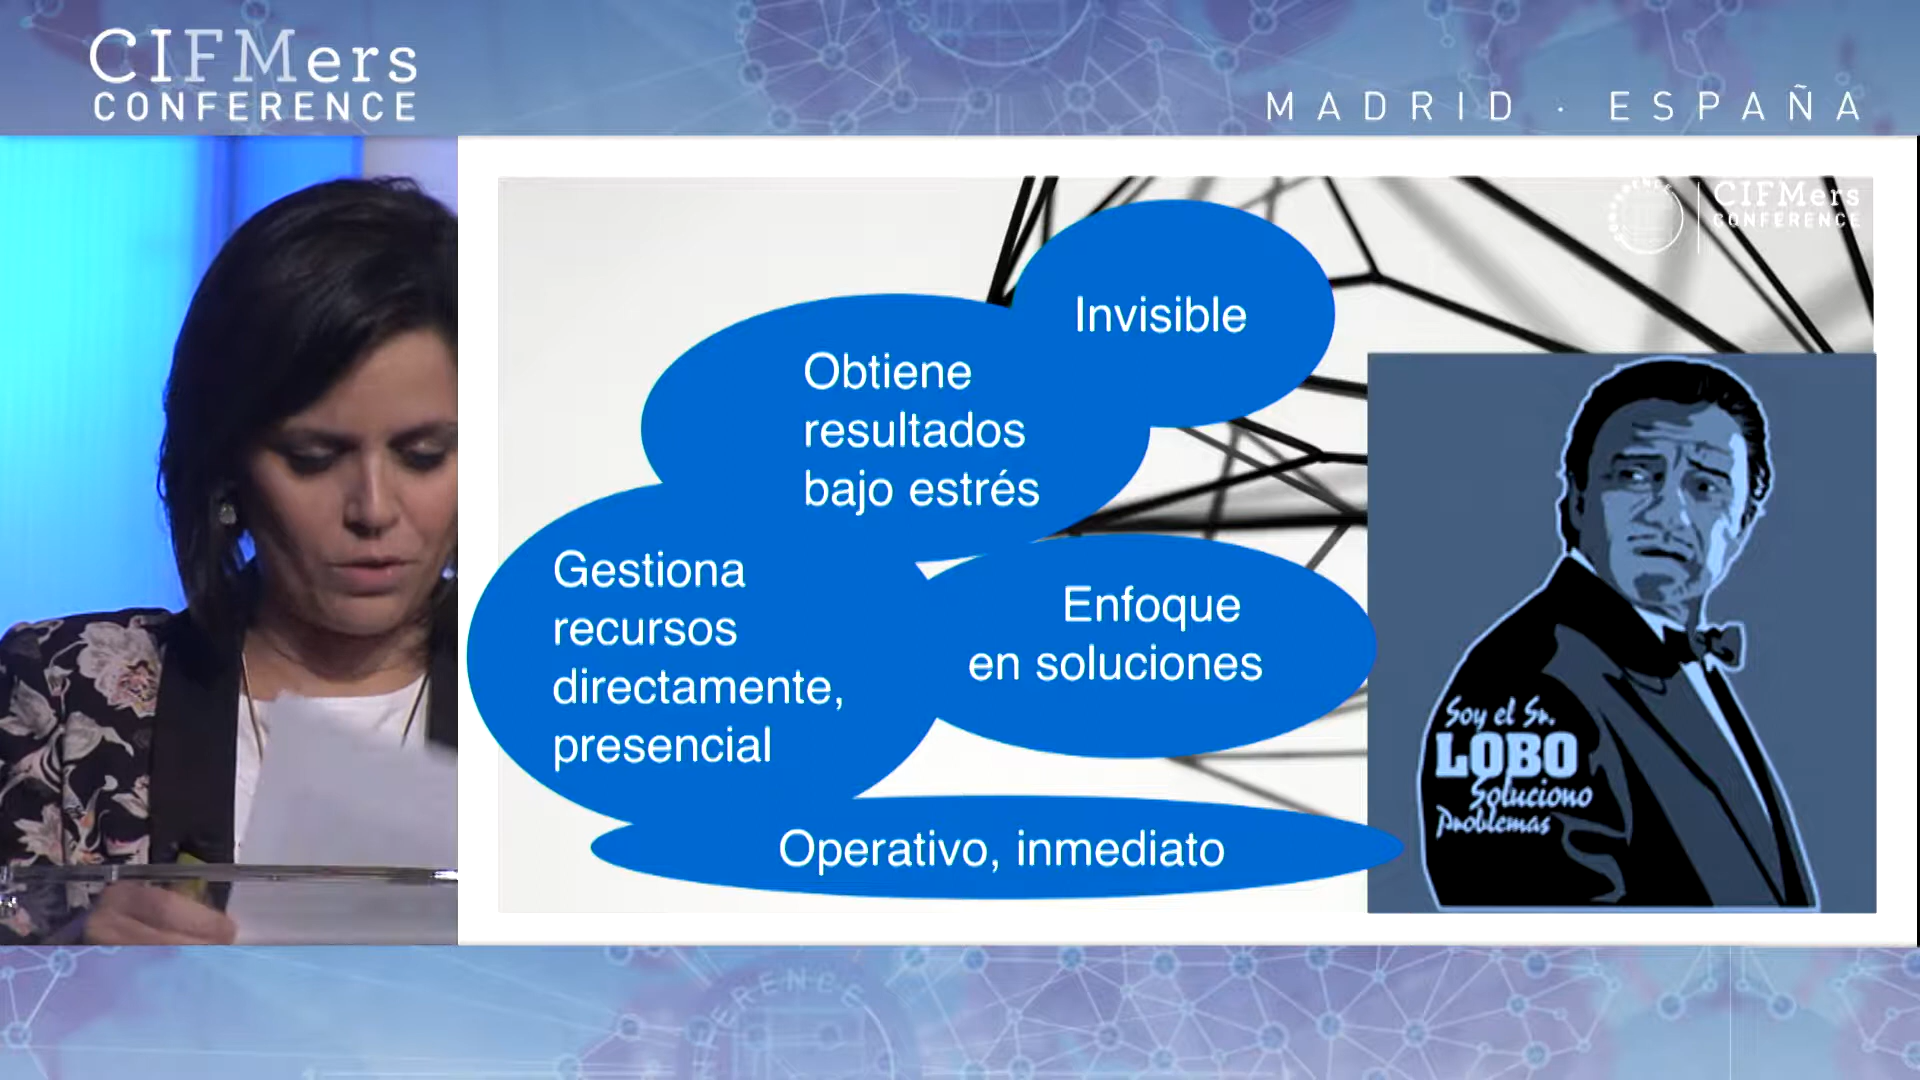 CIFMers
CONFERENCE
MADRID · ESPAÑA
CIFMers
CONFERENCE
Invisible
Obtiene
resultados
bajo estrés
Gestiona
recursos
directamente,
presencial
Enfoque
en soluciones
Operativo, inmediato
Soy el Sr.
LOBO
Soluciono
Problemas
ERENCE